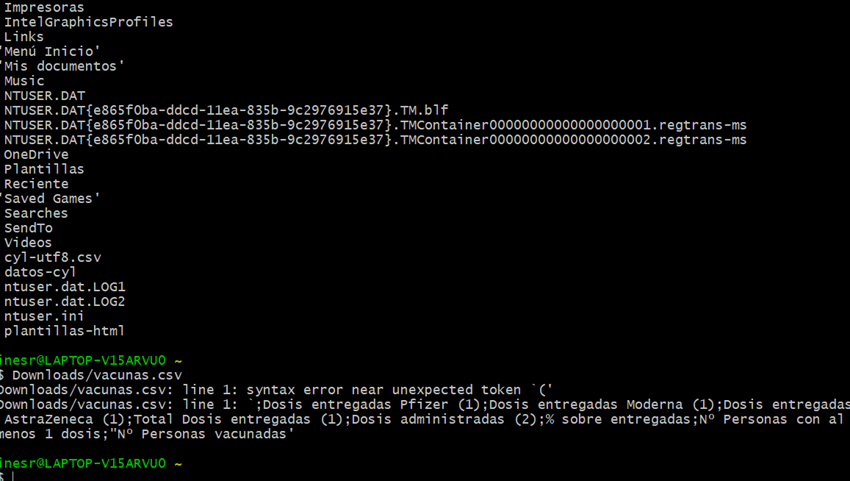 Impresoras
IntelGraphicsProfiles
Links
'Menú Inicio'
'Mis documentos'
Music
NTUSER.DAT
NTUSER.DAT{e865f0ba-ddcd-11ea-835b-9c2976915e37}.TM.blf
NTUSER.DAT{e865f0ba-ddcd-11ea-835b-9c2976915e37}.TMContainer00000000000000000001.regtrans-ms
NTUSER.DAT{e865f0ba-ddcd-11ea-835b-9c2976915e37}.TMContainer00000000000000000002.regtrans-ms
OneDrive
Plantillas
Reciente
'Saved Games'
Searches
SendTo
Videos
cyl-utf8.csv
datos-cyl
ntuser.dat.LOG1
ntuser.dat.LOG2
ntuser.ini
plantillas-html
inesr@LAPTOP-V15ARVU0 ~
$ Downloads/vacunas.csv
Downloads/vacunas.csv: line 1: syntax error near unexpected token `('
Downloads/vacunas.csv: line 1: `;Dosis entregadas Pfizer (1);Dosis entregadas Moderna (1);Dosis entregadas
AstraZeneca (1);Total Dosis entregadas (1);Dosis administradas (2);% sobre entregadas;Nº Personas con al
menos 1 dosis;"Nº Personas vacunadas'
inesr@LAPTOP-V15ARVU0 ~
$